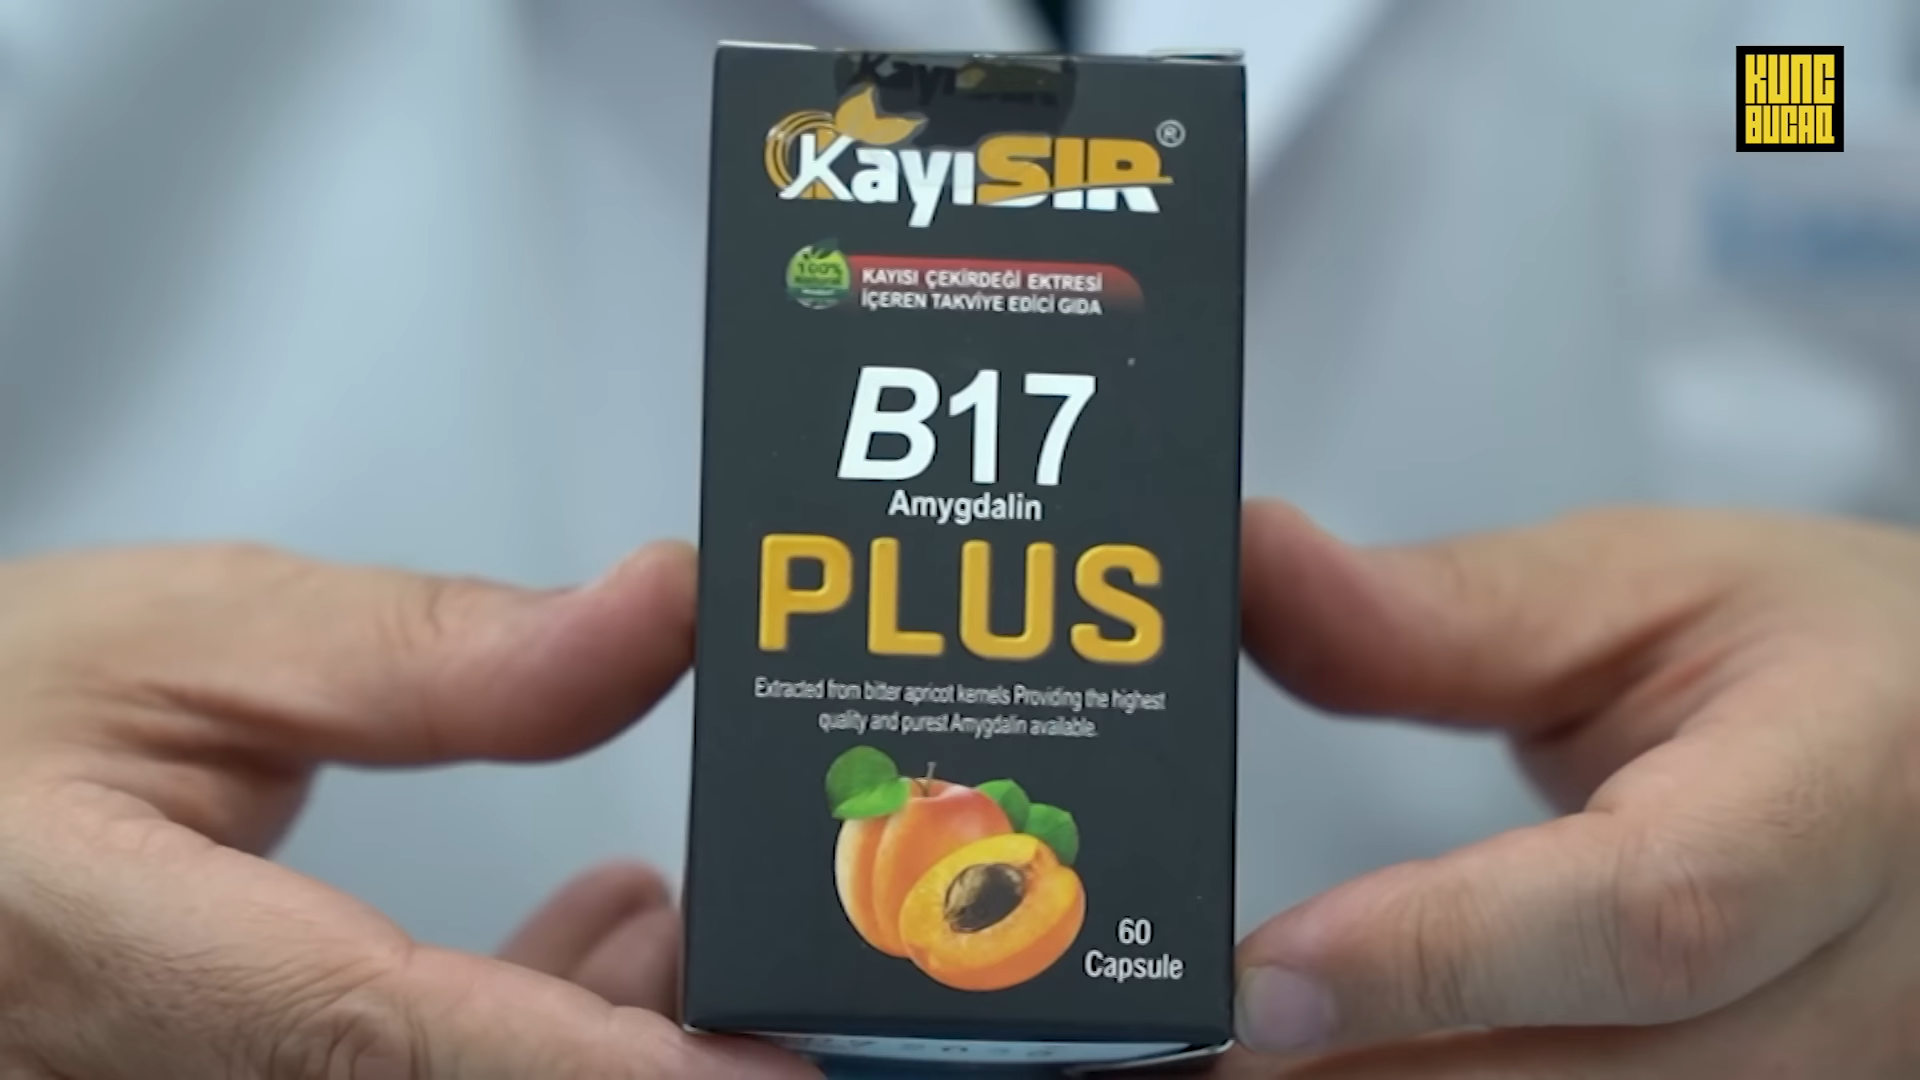 KUNC
BUCAQ
KayıSIR®
100%
KAYISI ÇEKİRDEĞİ EKTRESİ
İÇEREN TAKVİYE EDİCİ GIDA
B17
Amygdalin
PLUS
Extracted from bitter apricot kernels Providing the highest
quality and purest Amygdalin available.
60
Capsule